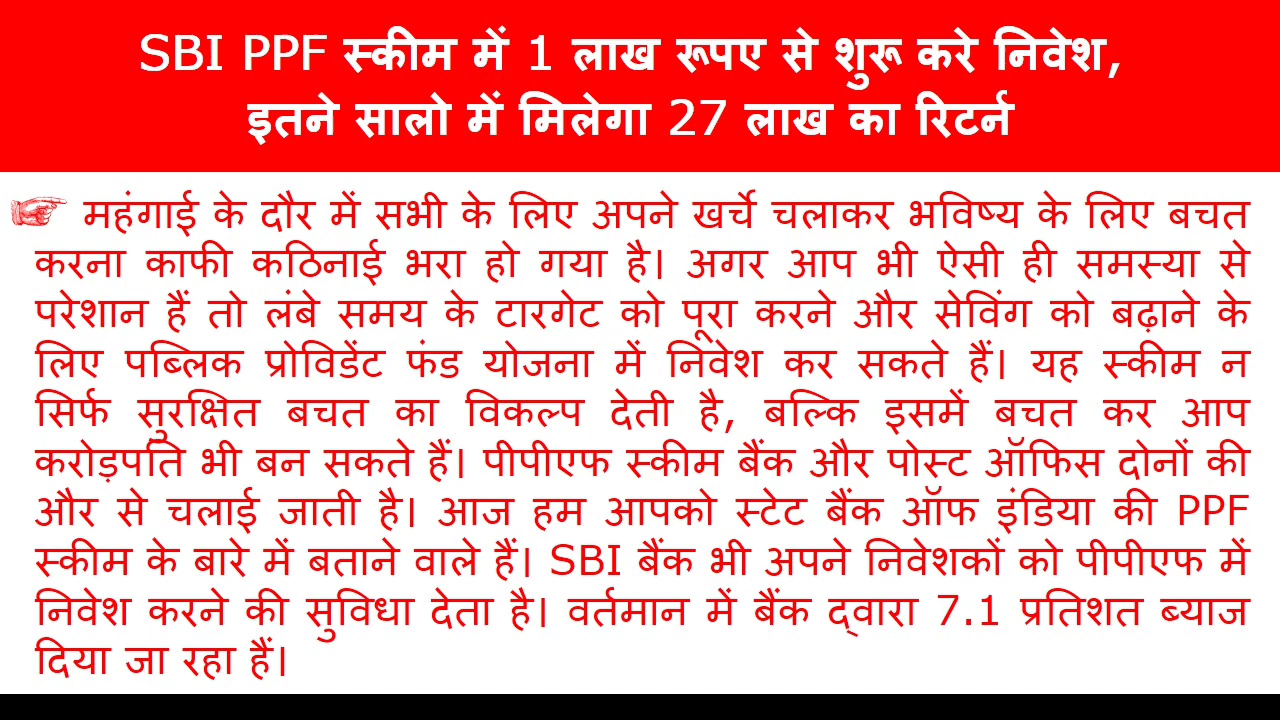 SBI PPF स्कीम में 1 लाख रूपए से शुरू करे निवेश,
इतने सालो में मिलेगा 27 लाख का रिटर्न
महंगाई के दौर में सभी के लिए अपने खर्चे चलाकर भविष्य के लिए बचत
करना काफी कठिनाई भरा हो गया है। अगर आप भी ऐसी ही समस्या से
परेशान हैं तो लंबे समय के टारगेट को पूरा करने और सेविंग को बढ़ाने के
लिए पब्लिक प्रोविडेंट फंड योजना में निवेश कर सकते हैं। यह स्कीम न
सिर्फ सुरक्षित बचत का विकल्प देती है, बल्कि इसमें बचत कर आप
करोड़पति भी बन सकते हैं। पीपीएफ स्कीम बैंक और पोस्ट ऑफिस दोनों की
और से चलाई जाती है। आज हम आपको स्टेट बैंक ऑफ इंडिया की PPF
स्कीम के बारे में बताने वाले हैं। SBI बैंक भी अपने निवेशकों को पीपीएफ में
निवेश करने की सुविधा देता है। वर्तमान में बैंक द्वारा 7.1 प्रतिशत ब्याज
दिया जा रहा हैं।